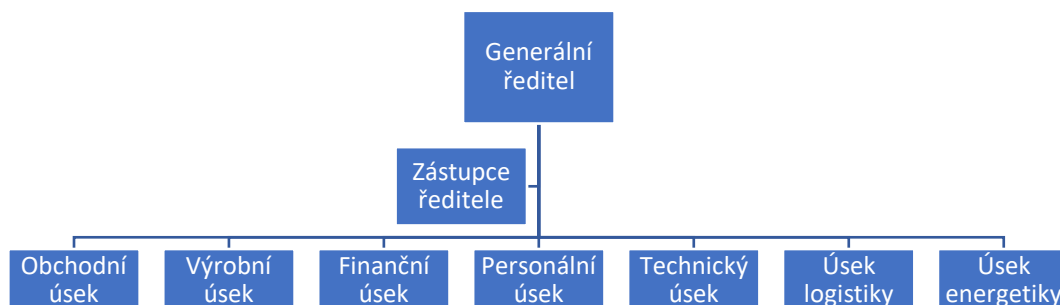 Generální
ředitel
Zástupce
ředitele
Obchodní
úsek
Výrobní
úsek
Finanční
úsek
Personální
úsek
Technický
úsek
Úsek
logistiky
Úsek
energetiky